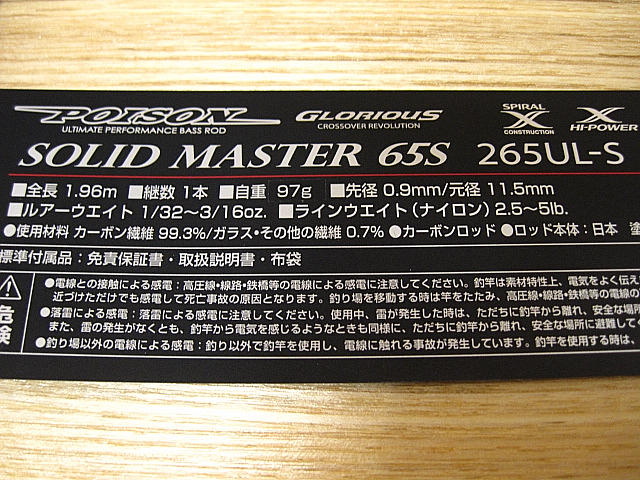 POISON GLORIOUS SPIRAL X CONSTRUCTION X HI-POWER
ULTIMATE PERFORMANCE BASS ROD CROSSOVER REVOLUTION
SOLID MASTER 65S 265UL-S
■全長 1.96m ■継数 1本 ■自重 97g ■先径 0.9mm/元径 11.5mm
■ルアーウエイト 1/32~3/16oz. ■ラインウエイト(ナイロン) 2.5~5lb.
●使用材料 カーボン繊維 99.3%/ガラス・その他の繊維 0.7% ●カーボンロッド ●ロッド本体:日本 塗
標準付属品:免責保証書・取扱説明書・布袋
危険
●電線との接触による感電:高圧線・線路・鉄橋等の電線による感電に注意してください。釣竿は素材特性上、電気をよく伝え
近づけただけでも感電して死亡事故の原因となります。釣り場を移動する時は竿をたたみ、高圧線・線路・鉄橋等の電線の
●落雷による感電:落雷による感電に注意してください。使用中、雷が発生した時は、ただちに釣竿から離れ、安全な場所
また、雷の発生がなくとも、釣竿から電気を感じるようなときも同様に、ただちに釣竿から離れ、安全な場所に避難して
●釣り場以外の電線による感電:釣り以外で釣竿を使用し、電線に触れる事故が発生しています。釣竿を使用する時は、